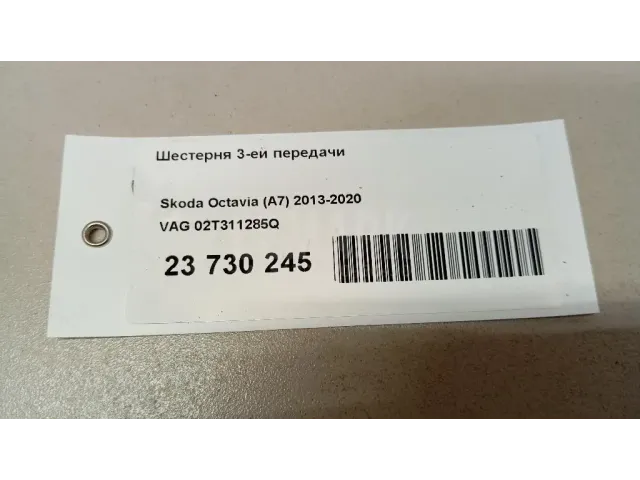 Шестерня 3-ей передачи
Skoda Octavia (A7) 2013-2020
VAG 02T311285Q
23 730 245